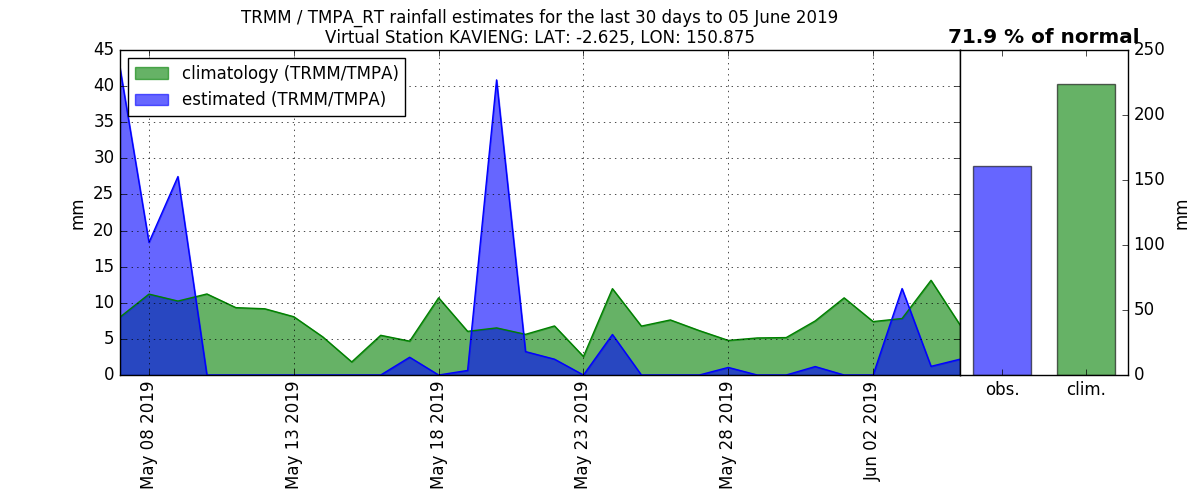 TRMM / TMPA_RT rainfall estimates for the last 30 days to 05 June 2019
Virtual Station KAVIENG: LAT: -2.625, LON: 150.875
71.9 % of normal
climatology (TRMM/TMPA)
estimated (TRMM/TMPA)
45
40
35
30
25
20
15
10
5
0
mm
May 08 2019
May 13 2019
May 18 2019
May 23 2019
May 28 2019
Jun 02 2019
250
200
150
100
50
0
mm
obs.
clim.